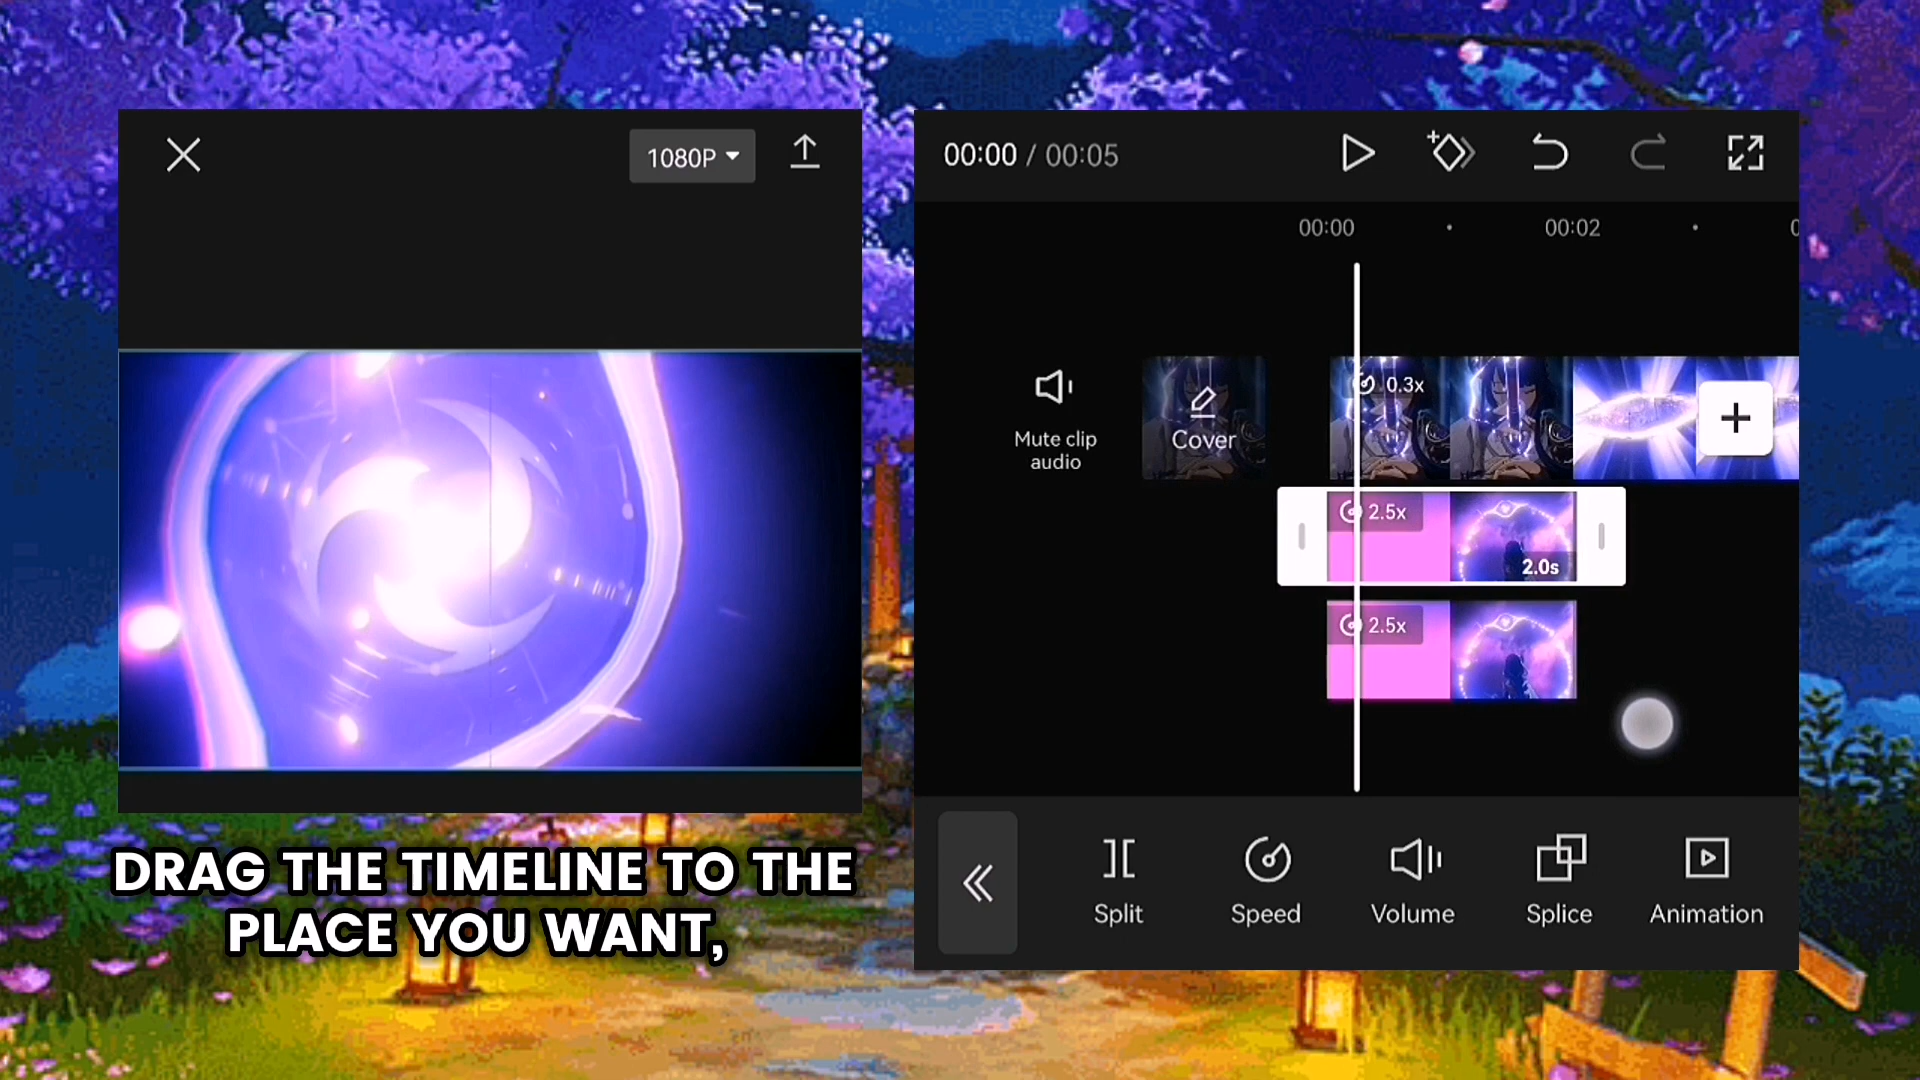 1080P
00:00 / 00:05
00:00
00:02
0.3x
Mute clip
audio
Cover
2.5x
2.0s
2.5x
Split
Speed
Volume
Splice
Animation
DRAG THE TIMELINE TO THE
PLACE YOU WANT,